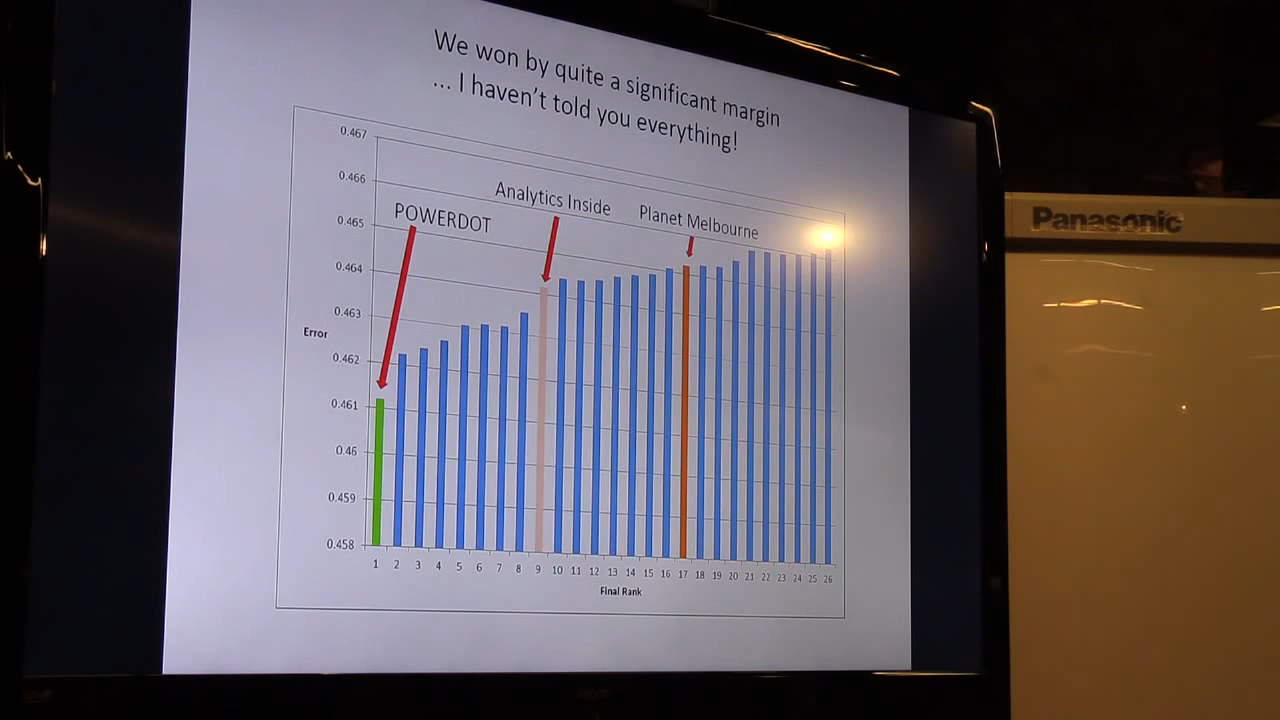 We won by quite a significant margin
... I haven't told you everything!
0.467
0.466
0.465
0.464
0.463
0.462
0.461
0.46
0.459
0.458
Error
POWERDOT
Analytics Inside
Planet Melbourne
1 2 3 4 5 6 7 8 9 10 11 12 13 14 15 16 17 18 19 20 21 22 23 24 25 26
Final Rank
Panasonic